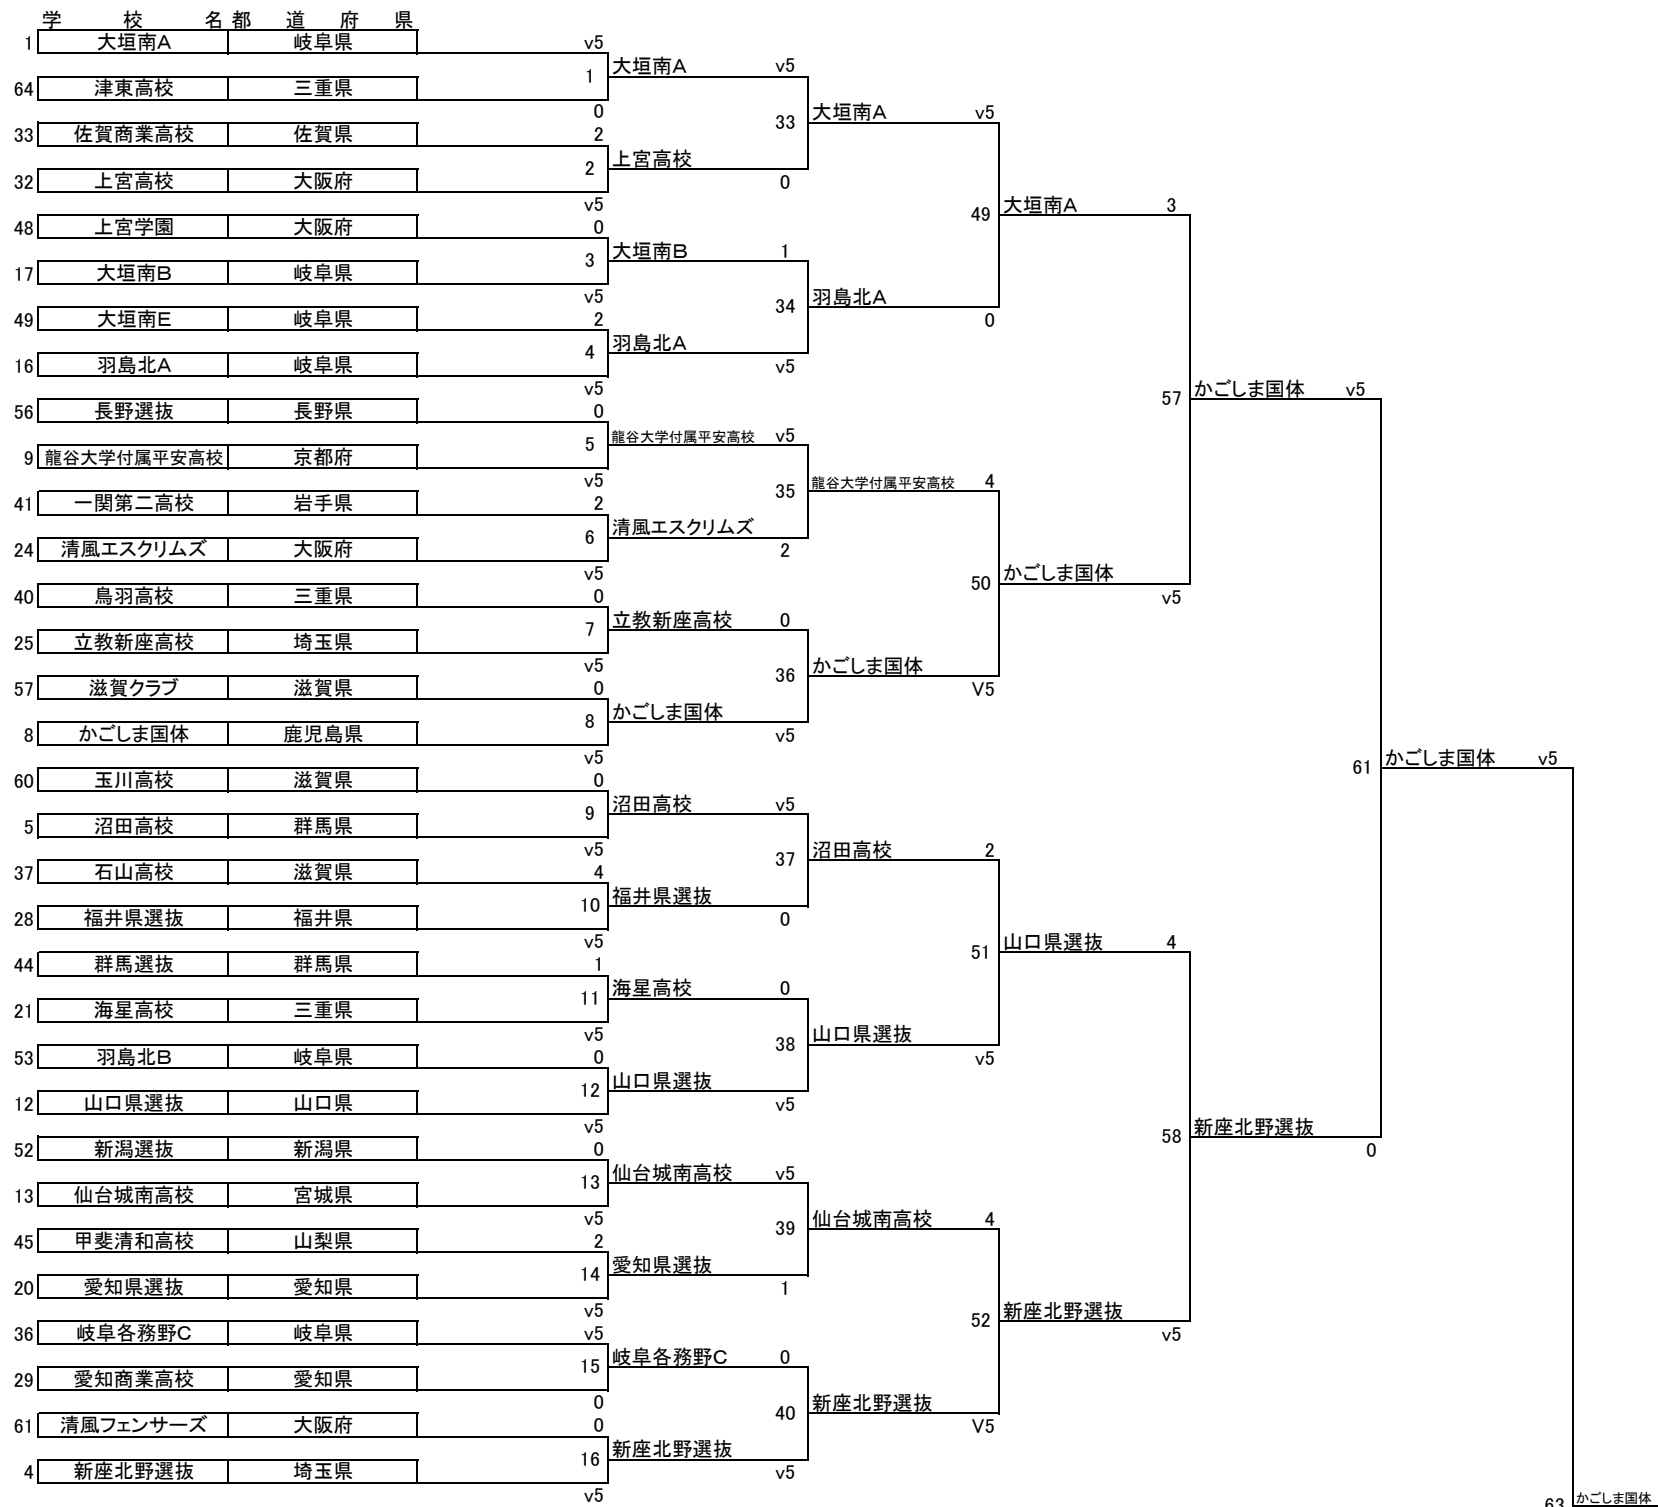 学校名 都道府県
1 大垣南A 岐阜県 v5
1 大垣南A v5
64 津東高校 三重県 0
33 大垣南A v5
33 佐賀商業高校 佐賀県 2
2 上宮高校 0
32 上宮高校 大阪府 v5
49 大垣南A 3
48 上宮学園 大阪府 0
3 大垣南B 1
17 大垣南B 岐阜県 v5
34 羽島北A 0
49 大垣南E 岐阜県 2
4 羽島北A v5
16 羽島北A 岐阜県 v5
57 かごしま国体 v5
56 長野選抜 長野県 0
5 龍谷大学付属平安高校 v5
9 龍谷大学付属平安高校 京都府 v5
35 龍谷大学付属平安高校 4
41 一関第二高校 岩手県 2
6 清風エスクリムズ 2
24 清風エスクリムズ 大阪府 v5
50 かごしま国体 v5
40 鳥羽高校 三重県 0
7 立教新座高校 0
25 立教新座高校 埼玉県 v5
36 かごしま国体 V5
57 滋賀クラブ 滋賀県 0
8 かごしま国体 v5
8 かごしま国体 鹿児島県 v5
61 かごしま国体 v5
60 玉川高校 滋賀県 0
9 沼田高校 v5
5 沼田高校 群馬県 v5
37 沼田高校 2
37 石山高校 滋賀県 4
10 福井県選抜 0
28 福井県選抜 福井県 v5
51 山口県選抜 4
44 群馬選抜 群馬県 1
11 海星高校 0
21 海星高校 三重県 v5
38 山口県選抜 v5
53 羽島北B 岐阜県 0
12 山口県選抜 v5
12 山口県選抜 山口県 v5
58 新座北野選抜 0
52 新潟選抜 新潟県 0
13 仙台城南高校 v5
13 仙台城南高校 宮城県 v5
39 仙台城南高校 4
45 甲斐清和高校 山梨県 2
14 愛知県選抜 1
20 愛知県選抜 愛知県 v5
52 新座北野選抜 v5
36 岐阜各務野C 岐阜県 v5
15 岐阜各務野C 0
29 愛知商業高校 愛知県 0
40 新座北野選抜 V5
61 清風フェンサーズ 大阪府 0
16 新座北野選抜 v5
4 新座北野選抜 埼玉県 v5
63 かごしま国体